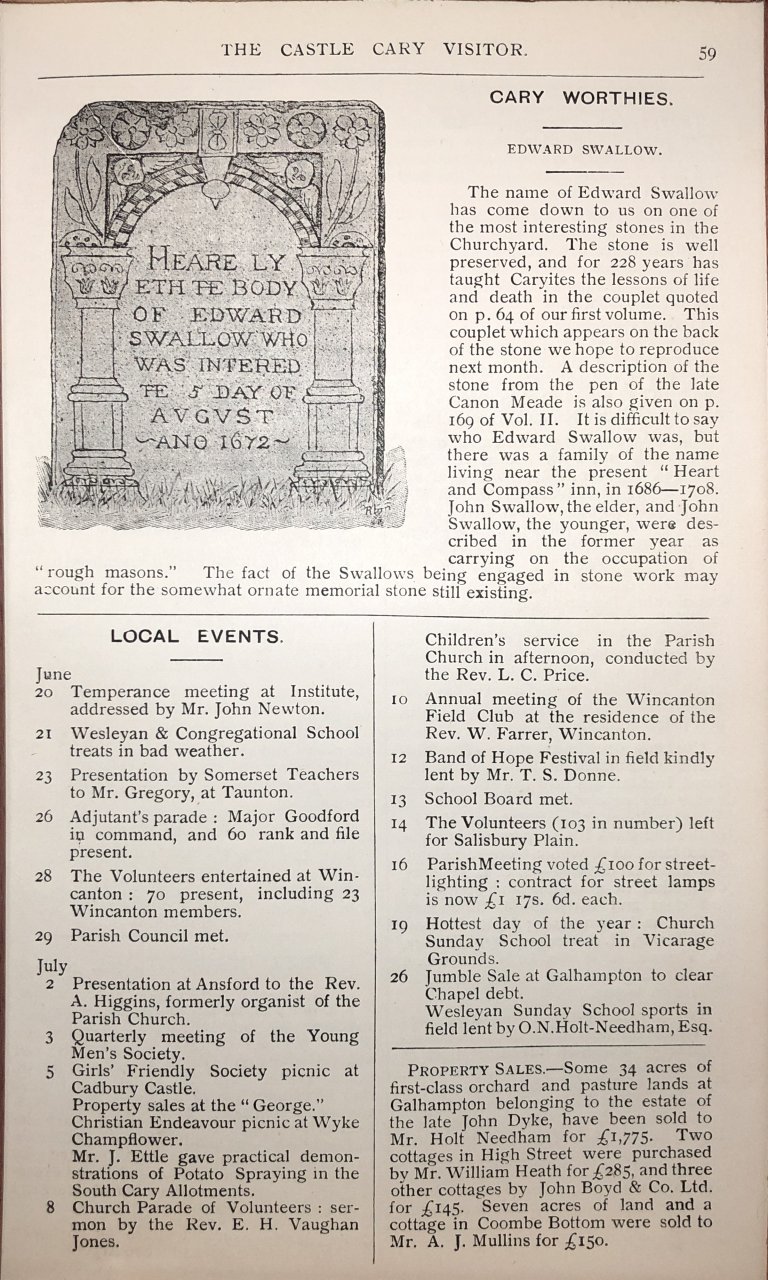 THE CASTLE CARY VISITOR.
59
HEARE LY
ETH TE BODY
OF EDWARD
SWALLOW WHO
WAS INTERED
TE 5 DAY OF
AVGVST
~ANO 1672~
CARY WORTHIES.
EDWARD SWALLOW.
The name of Edward Swallow
has come down to us on one of
the most interesting stones in the
Churchyard. The stone is well
preserved, and for 228 years has
taught Caryites the lessons of life
and death in the couplet quoted
on p. 64 of our first volume. This
couplet which appears on the back
of the stone we hope to reproduce
next month. A description of the
stone from the pen of the late
Canon Meade is also given on p.
169 of Vol. II. It is difficult to say
who Edward Swallow was, but
there was a family of the name
living near the present "Heart
and Compass" inn, in 1686—1708.
John Swallow, the elder, and John
Swallow, the younger, were des-
cribed in the former year as
carrying on the occupation of
"rough masons." The fact of the Swallows being engaged in stone work may
account for the somewhat ornate memorial stone still existing.
LOCAL EVENTS.
June
20 Temperance meeting at Institute,
addressed by Mr. John Newton.
21 Wesleyan & Congregational School
treats in bad weather.
23 Presentation by Somerset Teachers
to Mr. Gregory, at Taunton.
26 Adjutant's parade : Major Goodford
in command, and 60 rank and file
present.
28 The Volunteers entertained at Win-
canton : 70 present, including 23
Wincanton members.
29 Parish Council met.
July
2 Presentation at Ansford to the Rev.
A. Higgins, formerly organist of the
Parish Church.
3 Quarterly meeting of the Young
Men's Society.
5 Girls' Friendly Society picnic at
Cadbury Castle.
Property sales at the "George."
Christian Endeavour picnic at Wyke
Champflower.
Mr. J. Ettle gave practical demon-
strations of Potato Spraying in the
South Cary Allotments.
8 Church Parade of Volunteers : ser-
mon by the Rev. E. H. Vaughan
Jones.
Children's service in the Parish
Church in afternoon, conducted by
the Rev. L. C. Price.
10 Annual meeting of the Wincanton
Field Club at the residence of the
Rev. W. Farrer, Wincanton.
12 Band of Hope Festival in field kindly
lent by Mr. T. S. Donne.
13 School Board met.
14 The Volunteers (103 in number) left
for Salisbury Plain.
16 Parish Meeting voted £100 for street-
lighting : contract for street lamps
is now £1 17s. 6d. each.
19 Hottest day of the year : Church
Sunday School treat in Vicarage
Grounds.
26 Jumble Sale at Galhampton to clear
Chapel debt.
Wesleyan Sunday School sports in
field lent by O.N.Holt-Needham, Esq.
PROPERTY SALES.—Some 34 acres of
first-class orchard and pasture lands at
Galhampton belonging to the estate of
the late John Dyke, have been sold to
Mr. Holt Needham for £1,775. Two
cottages in High Street were purchased
by Mr. William Heath for £285, and three
other cottages by John Boyd & Co. Ltd.
for £145. Seven acres of land and a
cottage in Coombe Bottom were sold to
Mr. A. J. Mullins for £150.